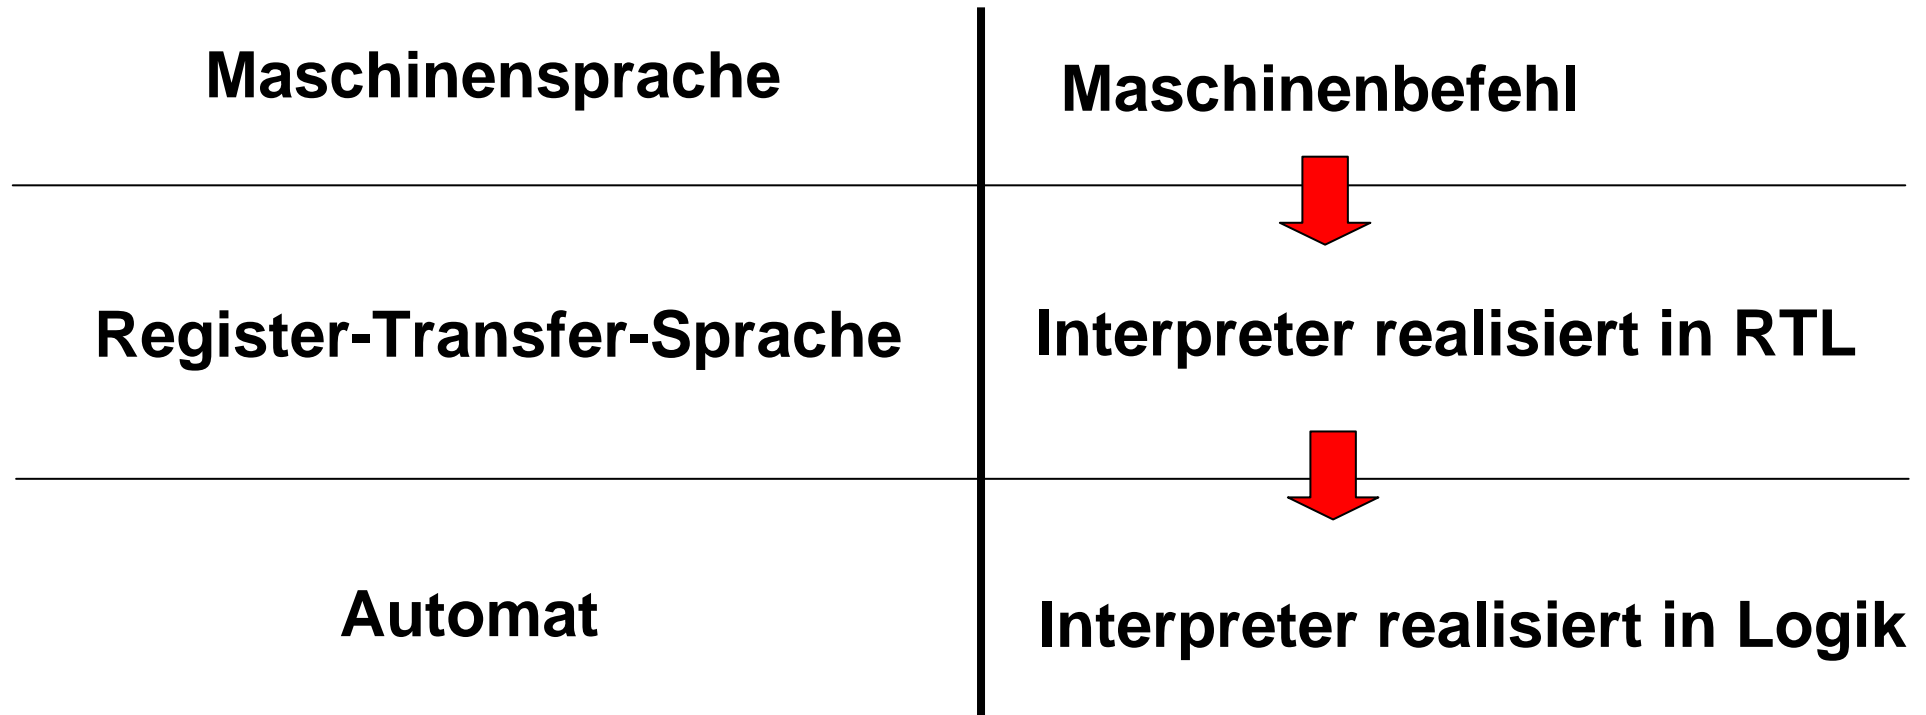 Maschinensprache
Maschinenbefehl
Register-Transfer-Sprache
Interpreter realisiert in RTL
Automat
Interpreter realisiert in Logik